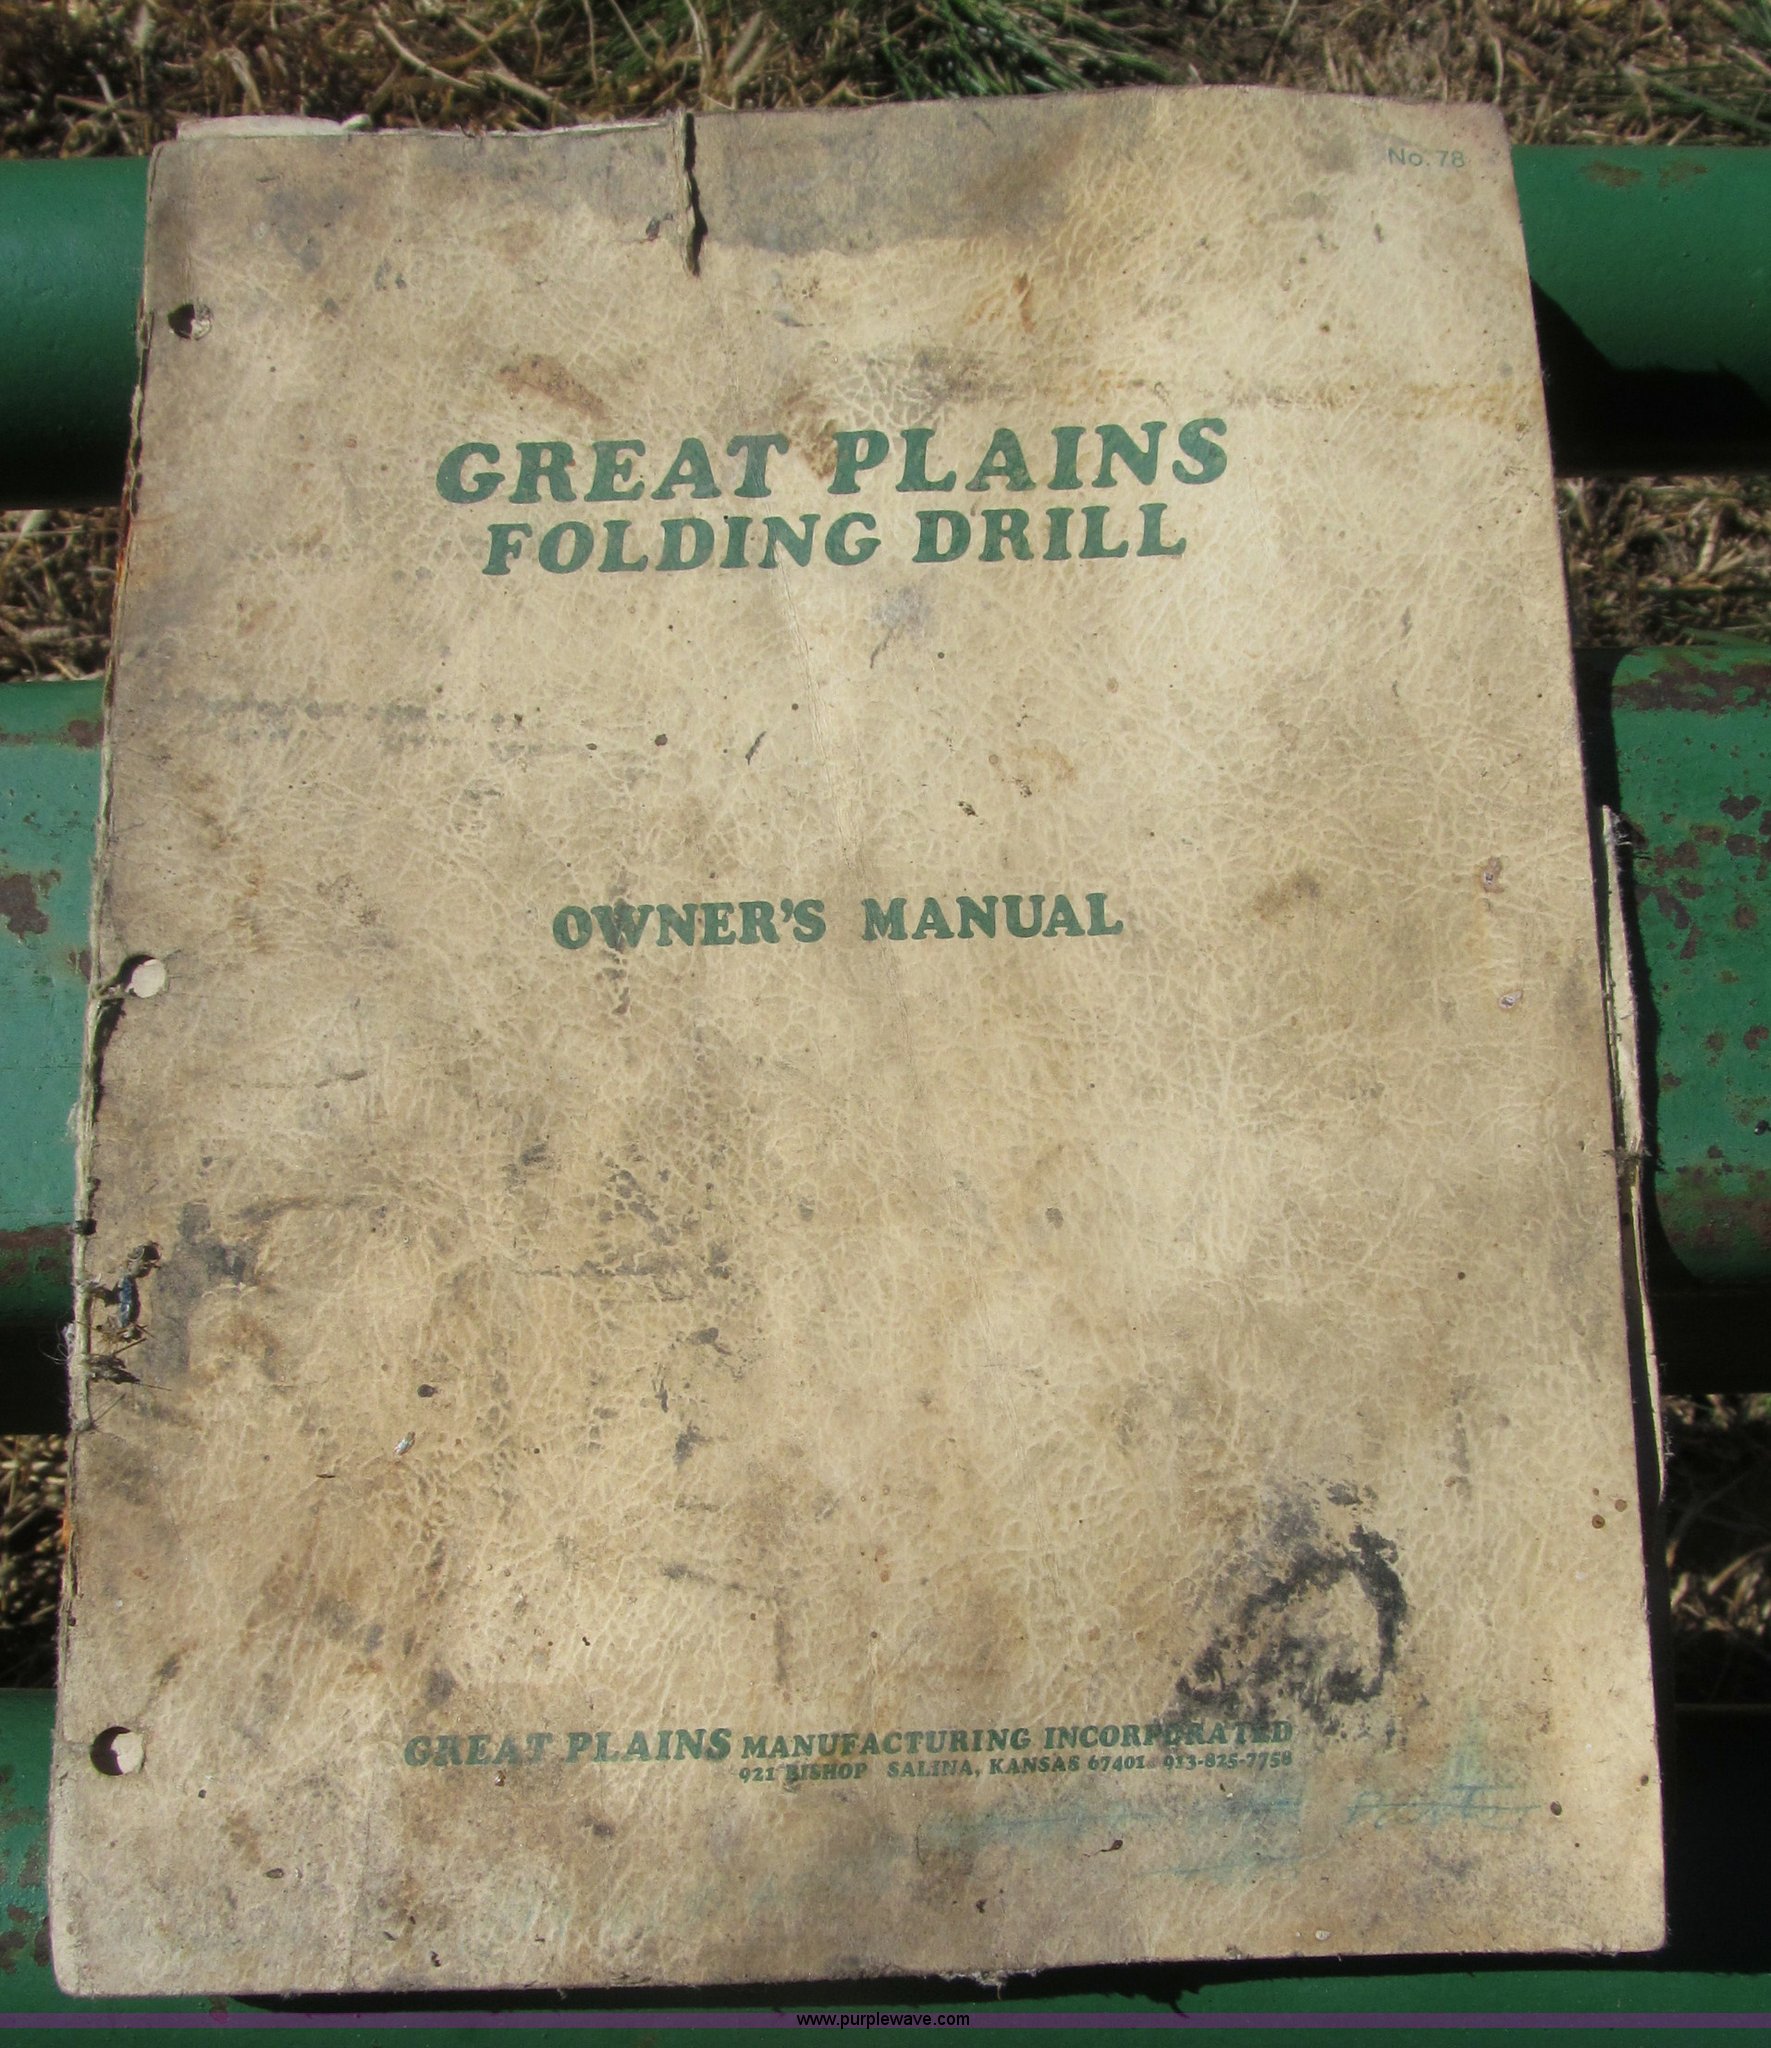 No. 78
GREAT PLAINS
FOLDING DRILL
OWNER'S MANUAL
GREAT PLAINS MANUFACTURING INCORPORATED
921 BISHOP SALINA, KANSAS 67401 913-825-7758
www.purplewave.com